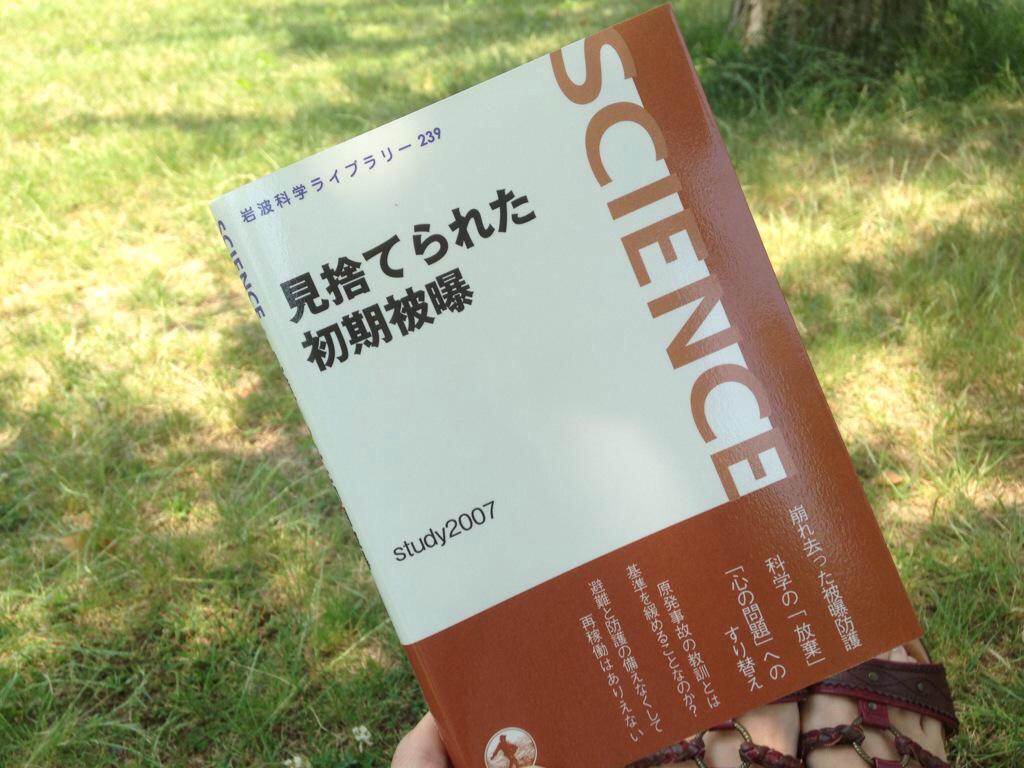 岩波科学ライブラリー 239
見捨てられた
初期被曝
study2007
SCIENCE
SCIENCE
崩れ去った被曝防護
科学の「放棄」
「心の問題」への
すり替え
原発事故の教訓とは
基準を緩めることなのか?
避難と防護の備えなくして
再稼働はありえない